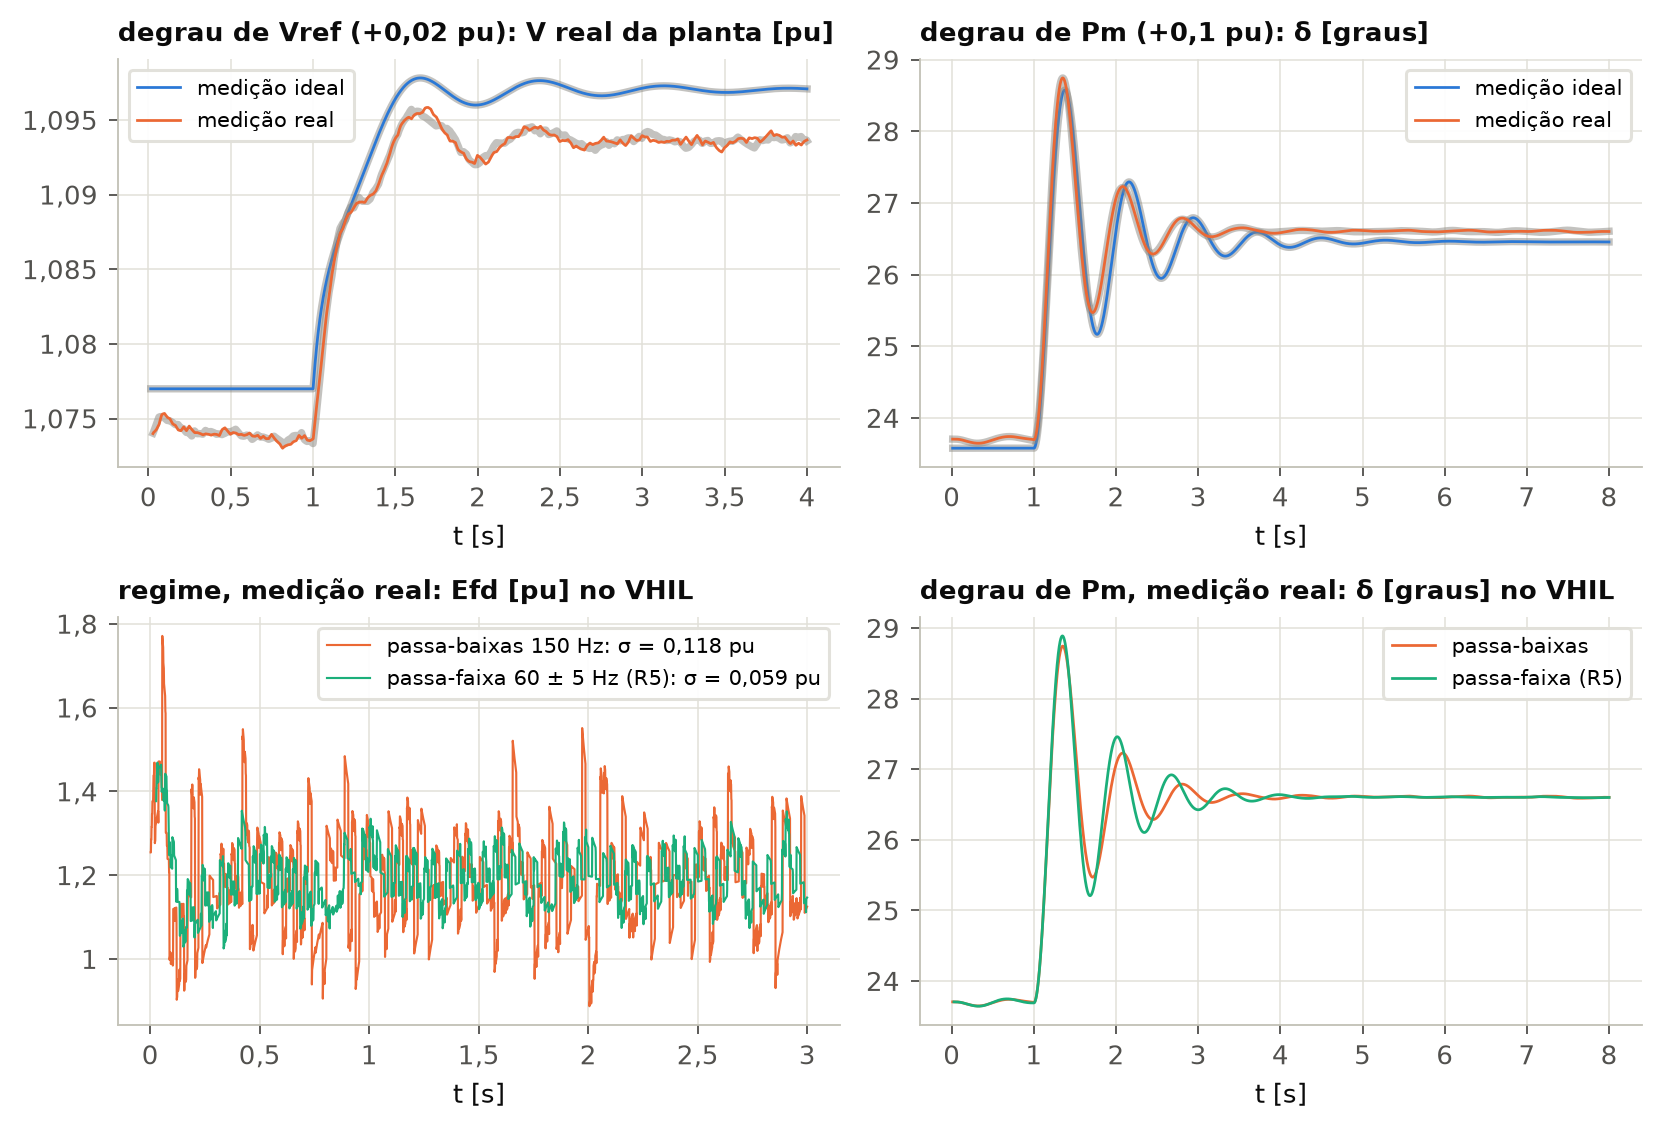 degrau de Vref (+0,02 pu): V real da planta [pu]
medição ideal
medição real
1,095
1,09
1,085
1,08
1,075
0 0,5 1 1,5 2 2,5 3 3,5 4
t [s]
degrau de Pm (+0,1 pu): δ [graus]
medição ideal
medição real
29
28
27
26
25
24
0 1 2 3 4 5 6 7 8
t [s]
regime, medição real: Efd [pu] no VHIL
passa-baixas 150 Hz: σ = 0,118 pu
passa-faixa 60 ± 5 Hz (R5): σ = 0,059 pu
1,8
1,6
1,4
1,2
1
0 0,5 1 1,5 2 2,5 3
t [s]
degrau de Pm, medição real: δ [graus] no VHIL
passa-baixas
passa-faixa (R5)
29
28
27
26
25
24
0 1 2 3 4 5 6 7 8
t [s]